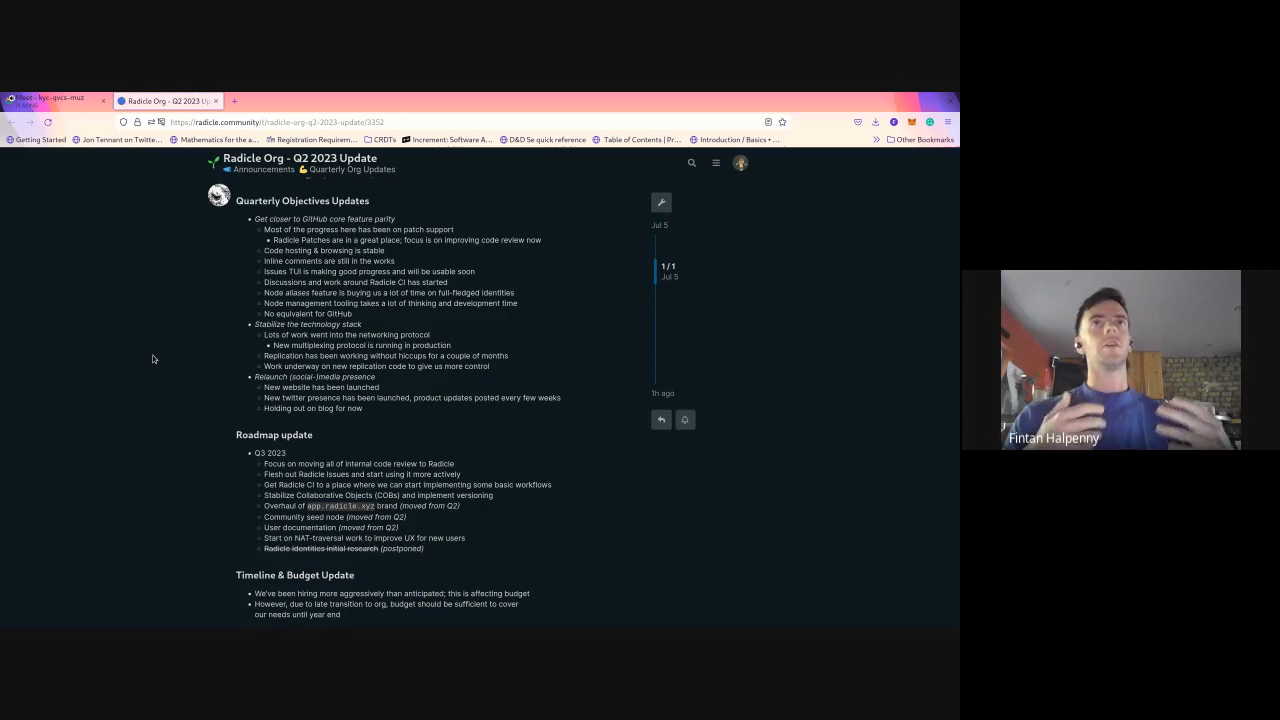 Meet - kyc-qvcs-muz
PLAYING
Radicle Org - Q2 2023 Up
https://radicle.community/t/radicle-org-q2-2023-update/3352
Getting Started
Jon Tennant on Twitte…
Mathematics for the a…
Registration Requirem…
CRDTs
Increment: Software A…
D&D 5e quick reference
Table of Contents | Pr…
Introduction / Basics • …
Other Bookmarks
Radicle Org - Q2 2023 Update
Announcements Quarterly Org Updates
Quarterly Objectives Updates
Get closer to GitHub core feature parity
Most of the progress here has been on patch support
Radicle Patches are in a great place; focus on improving code review now
Code hosting & browsing is stable
Inline comments are still in the works
Issues TUI is making good progress and will be usable soon
Discussions and work around Radicle CI has started
Node aliases feature is buying us a lot of time on full-fledged identities
Node management tooling takes a lot of thinking and development time
No equivalent for GitHub
Stabilize the technology stack
Lots of work went into the networking protocol
New multiplexing protocol is running in production
Replication has been working without hiccups for a couple of months
Work underway on new replication code to give us more control
Relaunch (social-)media presence
New website has been launched
New twitter presence has been launched, product updates posted every few weeks
Holding out on blog for now
Roadmap update
Q3 2023
Focus on moving all of internal code review to Radicle
Flesh out Radicle Issues and start using it more actively
Get Radicle CI to a place where we can start implementing some basic workflows
Stabilize Collaborative Objects (COBs) and implement versioning
Overhaul of app.radicle.xyz brand (moved from Q2)
Community seed node (moved from Q2)
User documentation (moved from Q2)
Start on NAT-traversal work to improve UX for new users
Radicle identities initial research (postponed)
Timeline & Budget Update
We've been hiring more aggressively than anticipated; this is affecting budget
However, due to late transition to org, budget should be sufficient to cover
our needs until year end
Jul 5
1 / 1
Jul 5
1h ago
Fintan Halpenny